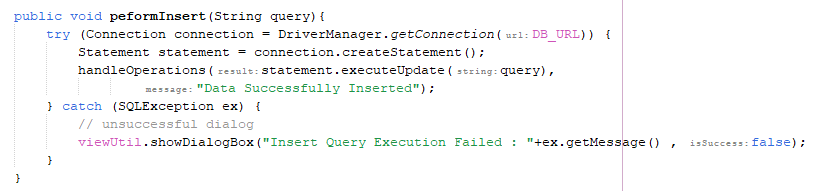 public void peformInsert(String query){
try (Connection connection = DriverManager.getConnection( url: DB_URL)) {
Statement statement = connection.createStatement();
handleOperations( result: statement.executeUpdate( string: query),
message: "Data Successfully Inserted");
} catch (SQLException ex) {
// unsuccessful dialog
viewUtil.showDialogBox("Insert Query Execution Failed : "+ex.getMessage() , isSuccess: false);
}
}